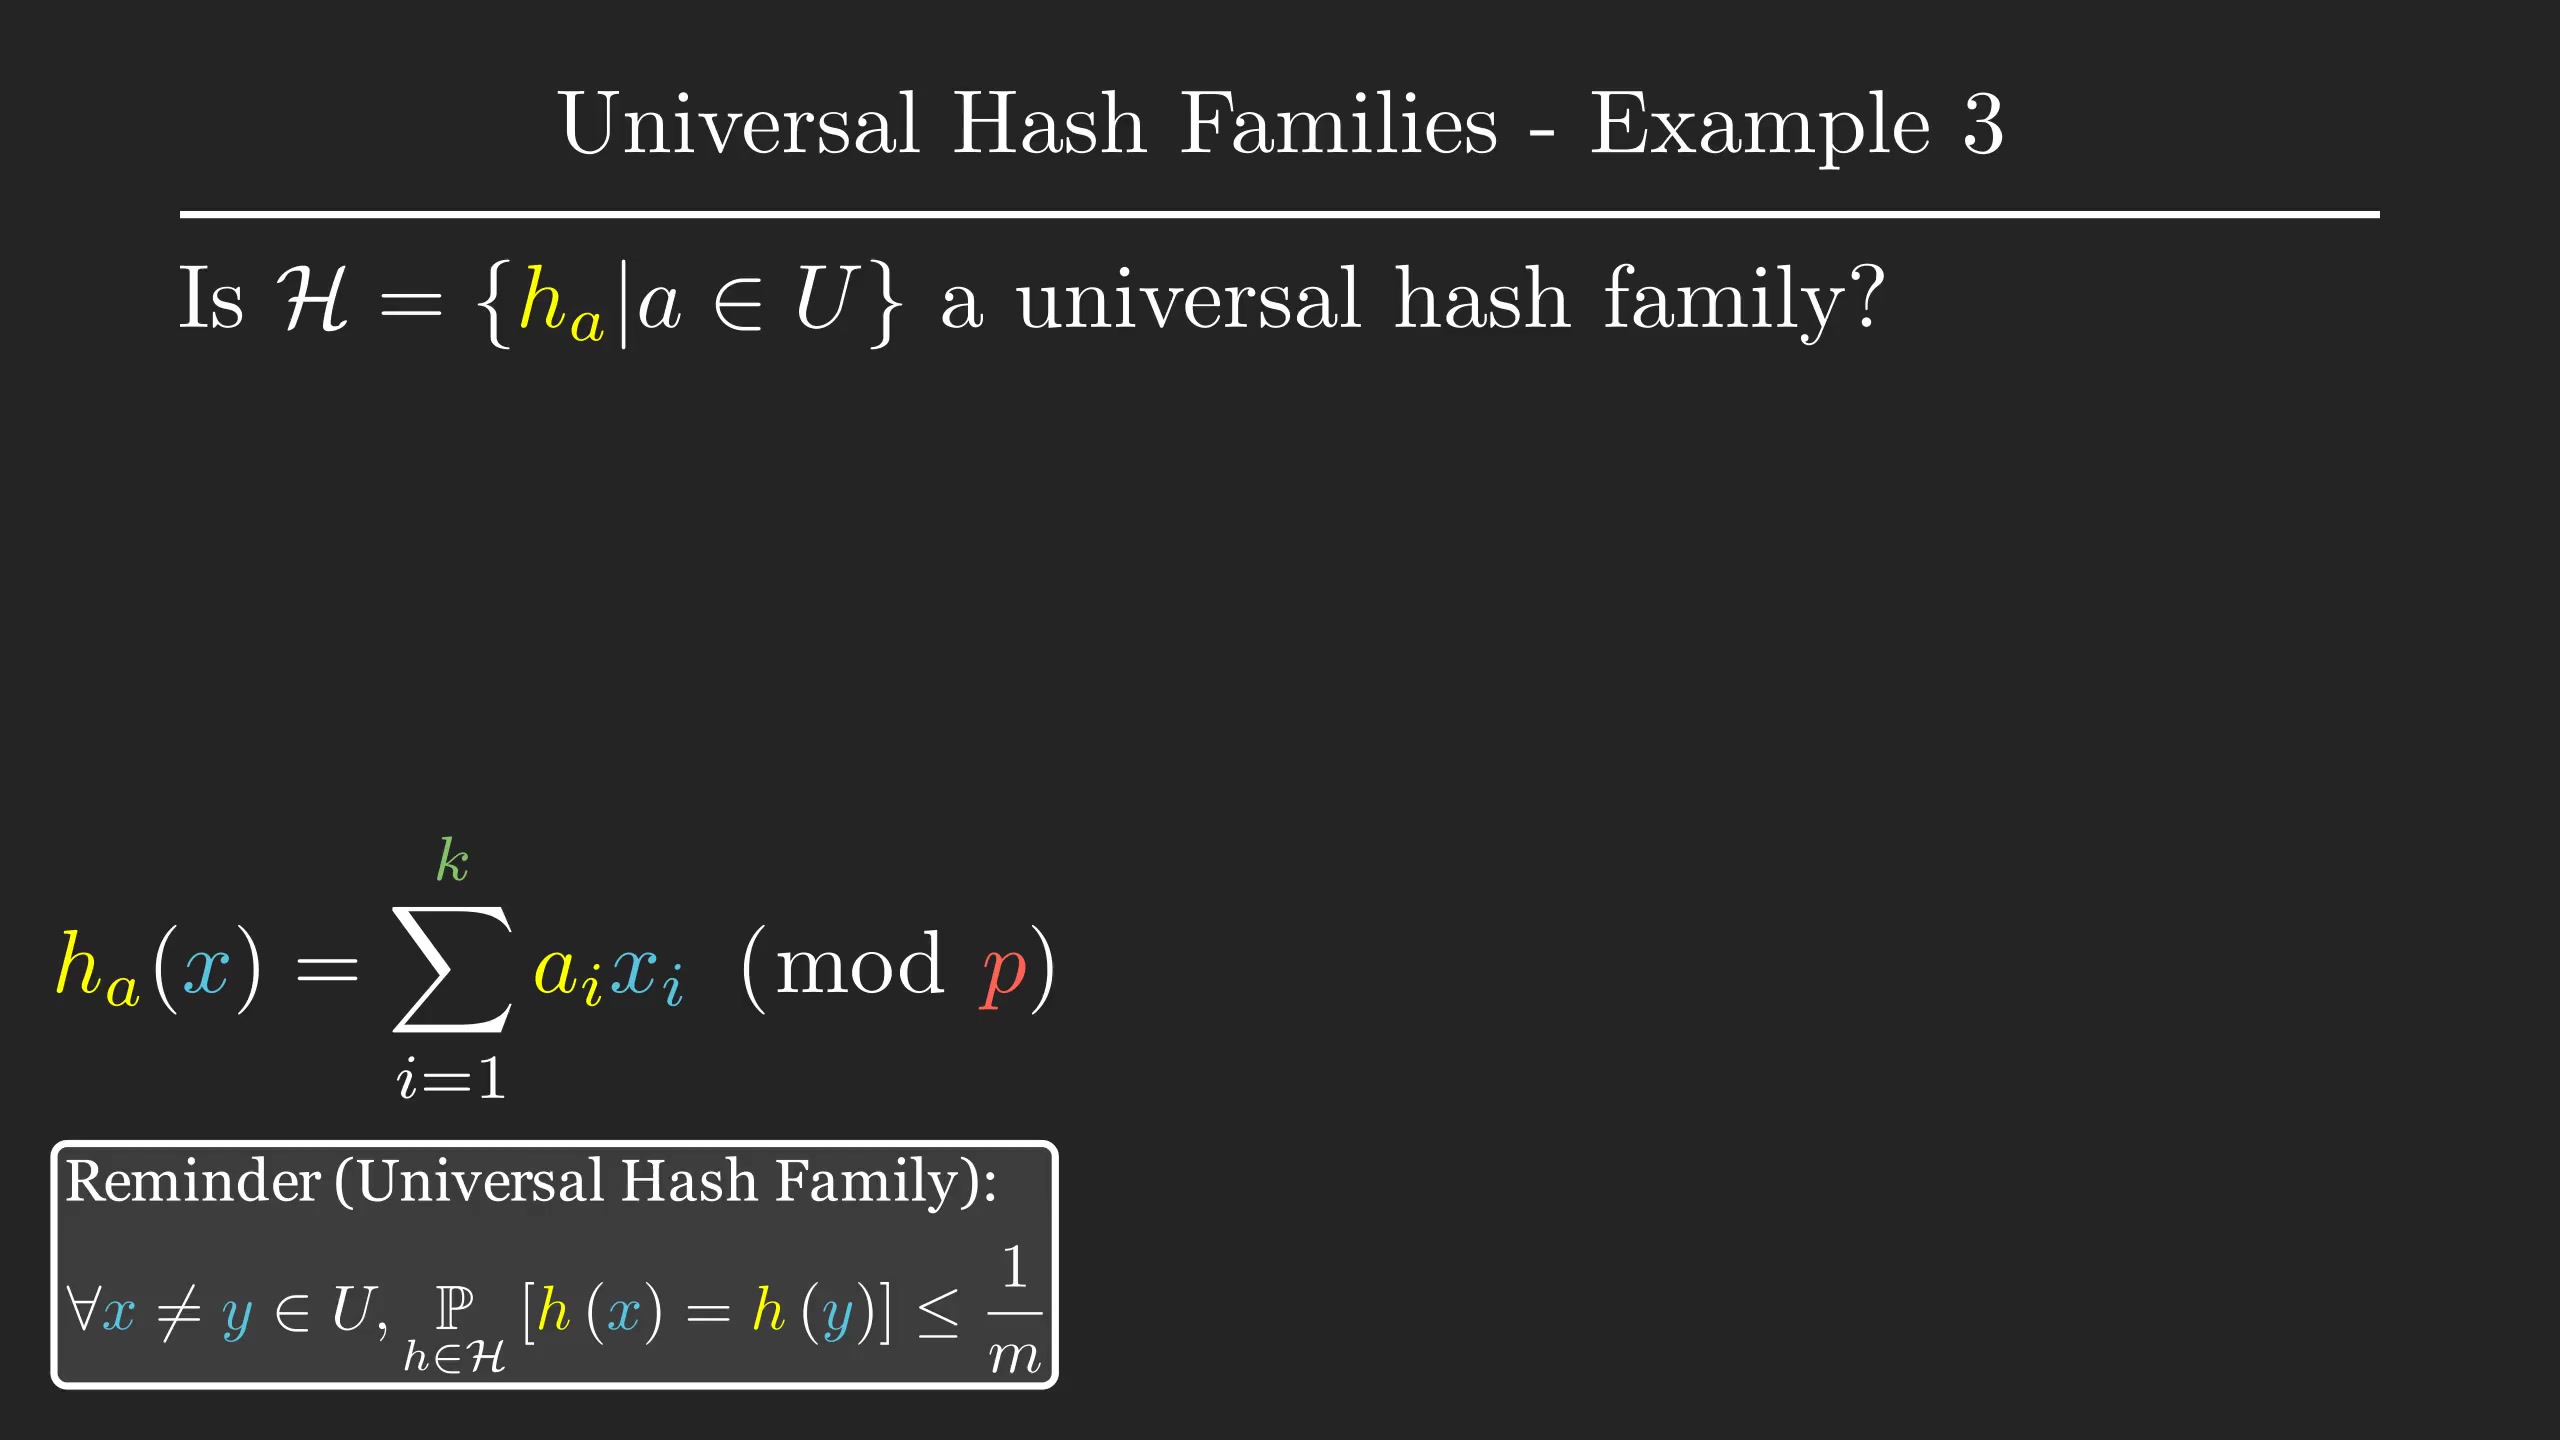 Universal Hash Families - Example 3
Is $\mathcal{H} = \{h_a | a \in U\}$ a universal hash family?
$h_a(x) = \sum_{i=1}^{k} a_i x_i \pmod{p}$
Reminder (Universal Hash Family):
$\forall x \neq y \in U, \underset{h \in \mathcal{H}}{\mathbb{P}} [h(x) = h(y)] \leq \frac{1}{m}$